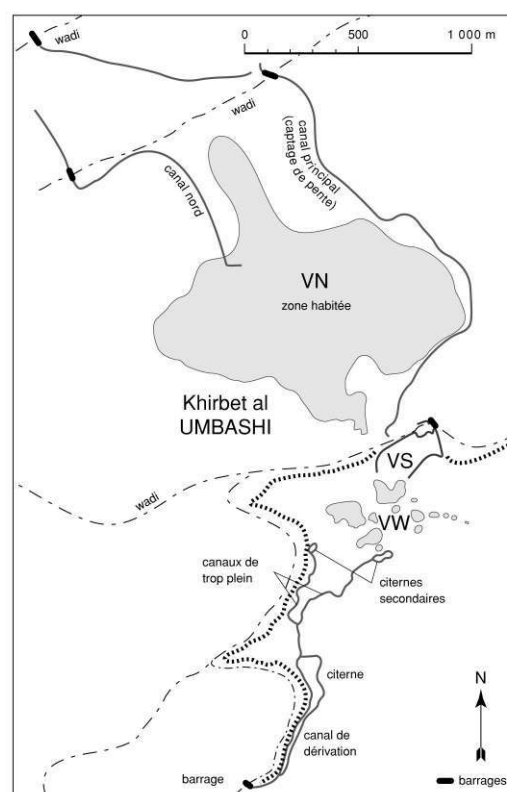 wadi
0 500 1 000 m
wadi
canal principal
(captage de pente)
canal nord
VN
zone habitée
Khirbet al
UMBASHI
VS
wadi
VW
canaux de
trop plein
citernes
secondaires
citerne
N
canal de
dérivation
barrage
barrages